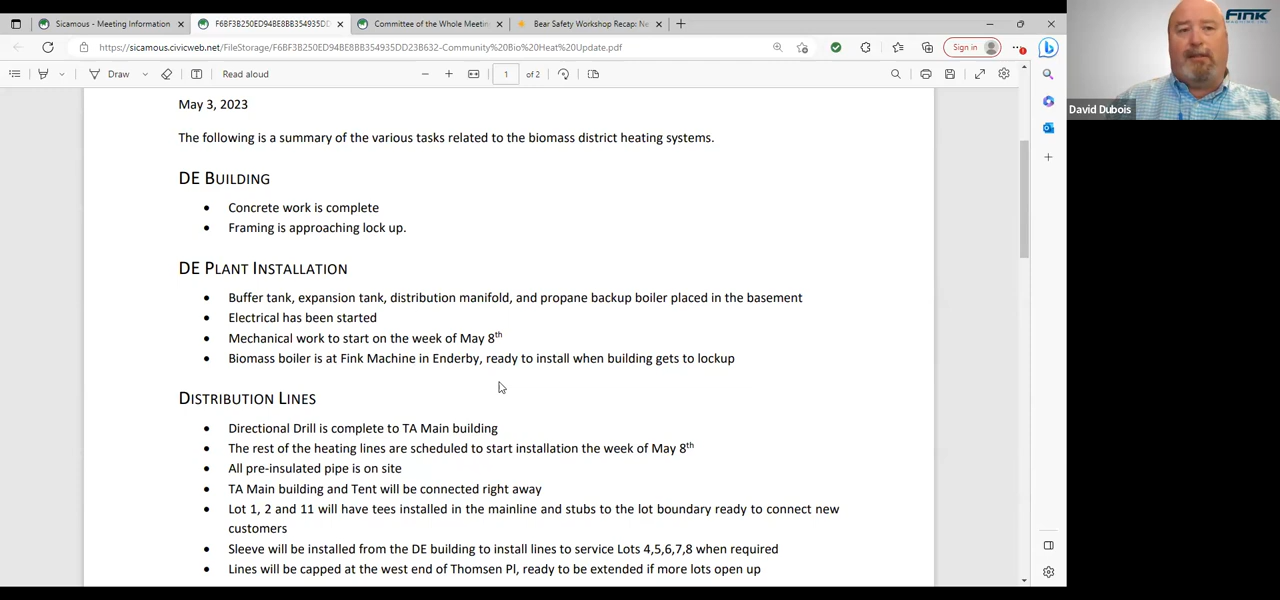 Sicamous - Meeting Information
F6BF3B250ED94BE8BB354935DD
Committee of the Whole Meetin
Bear Safety Workshop Recap: Ne
https://sicamous.civicweb.net/FileStorage/F6BF3B250ED94BE8BB354935DD23B632-Community%20Bio%20Heat%20Update.pdf
Sign in
Draw
Read aloud
1
of 2
FINK
MACHINE INC
David Dubois
May 3, 2023
The following is a summary of the various tasks related to the biomass district heating systems.
DE BUILDING
• Concrete work is complete
• Framing is approaching lock up.
DE PLANT INSTALLATION
• Buffer tank, expansion tank, distribution manifold, and propane backup boiler placed in the basement
• Electrical has been started
• Mechanical work to start on the week of May 8th
• Biomass boiler is at Fink Machine in Enderby, ready to install when building gets to lockup
DISTRIBUTION LINES
• Directional Drill is complete to TA Main building
• The rest of the heating lines are scheduled to start installation the week of May 8th
• All pre-insulated pipe is on site
• TA Main building and Tent will be connected right away
• Lot 1, 2 and 11 will have tees installed in the mainline and stubs to the lot boundary ready to connect new
customers
• Sleeve will be installed from the DE building to install lines to service Lots 4,5,6,7,8 when required
• Lines will be capped at the west end of Thomsen Pl, ready to be extended if more lots open up